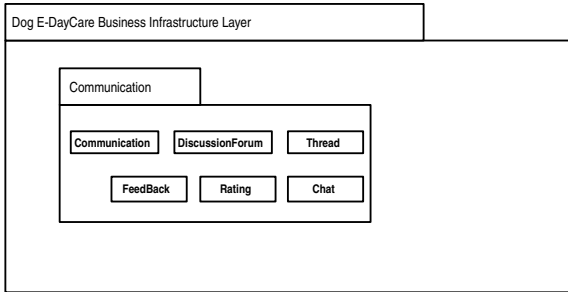 Dog E-DayCare Business Infrastructure Layer
Communication
Communication DiscussionForum Thread
FeedBack Rating Chat